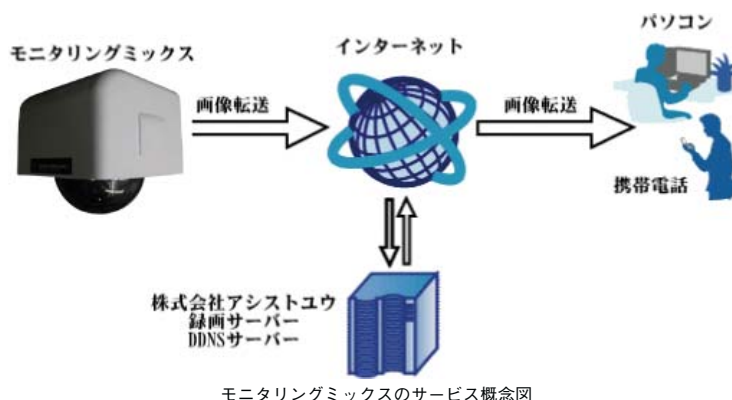 モニタリングミックス
インターネット
パソコン
画像転送
画像転送
携帯電話
株式会社アシストユウ
録画サーバー
DDNSサーバー
モニタリングミックスのサービス概念図